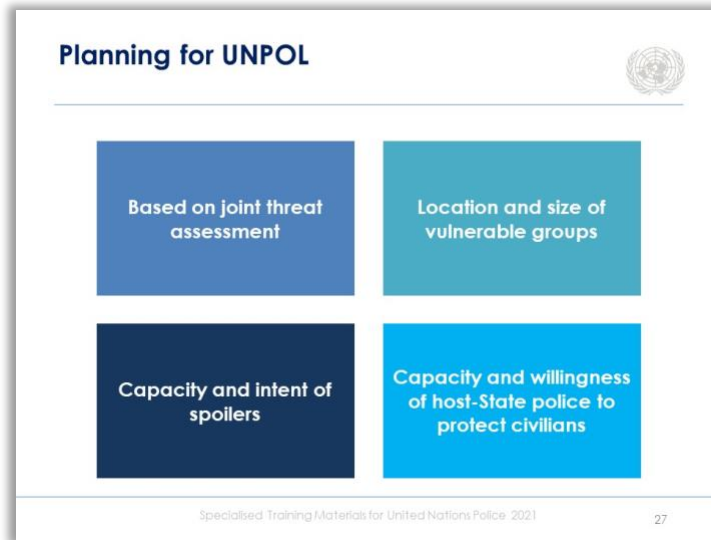 Planning for UNPOL
Based on joint threat
assessment
Location and size of
vulnerable groups
Capacity and intent of
spoilers
Capacity and willingness
of host-State police to
protect civilians
Specialised Training Materials for United Nations Police 2021
27